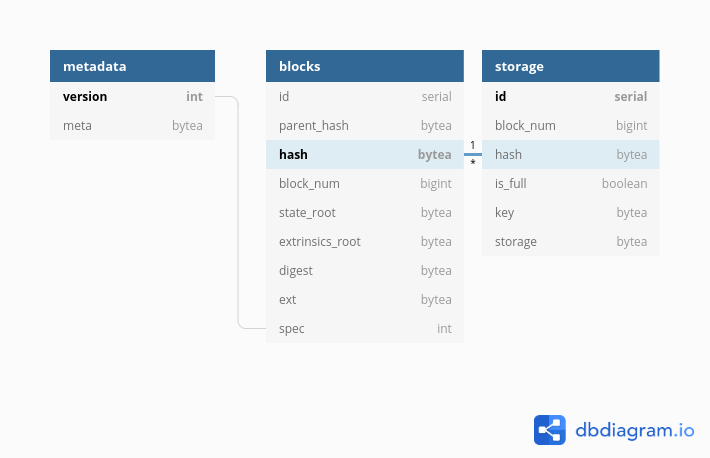 metadata
version int
meta bytea
blocks
id serial
parent_hash bytea
hash bytea
block_num bigint
state_root bytea
extrinsics_root bytea
digest bytea
ext bytea
spec int
1
*
storage
id serial
block_num bigint
hash bytea
is_full boolean
key bytea
storage bytea
dbdiagram.io